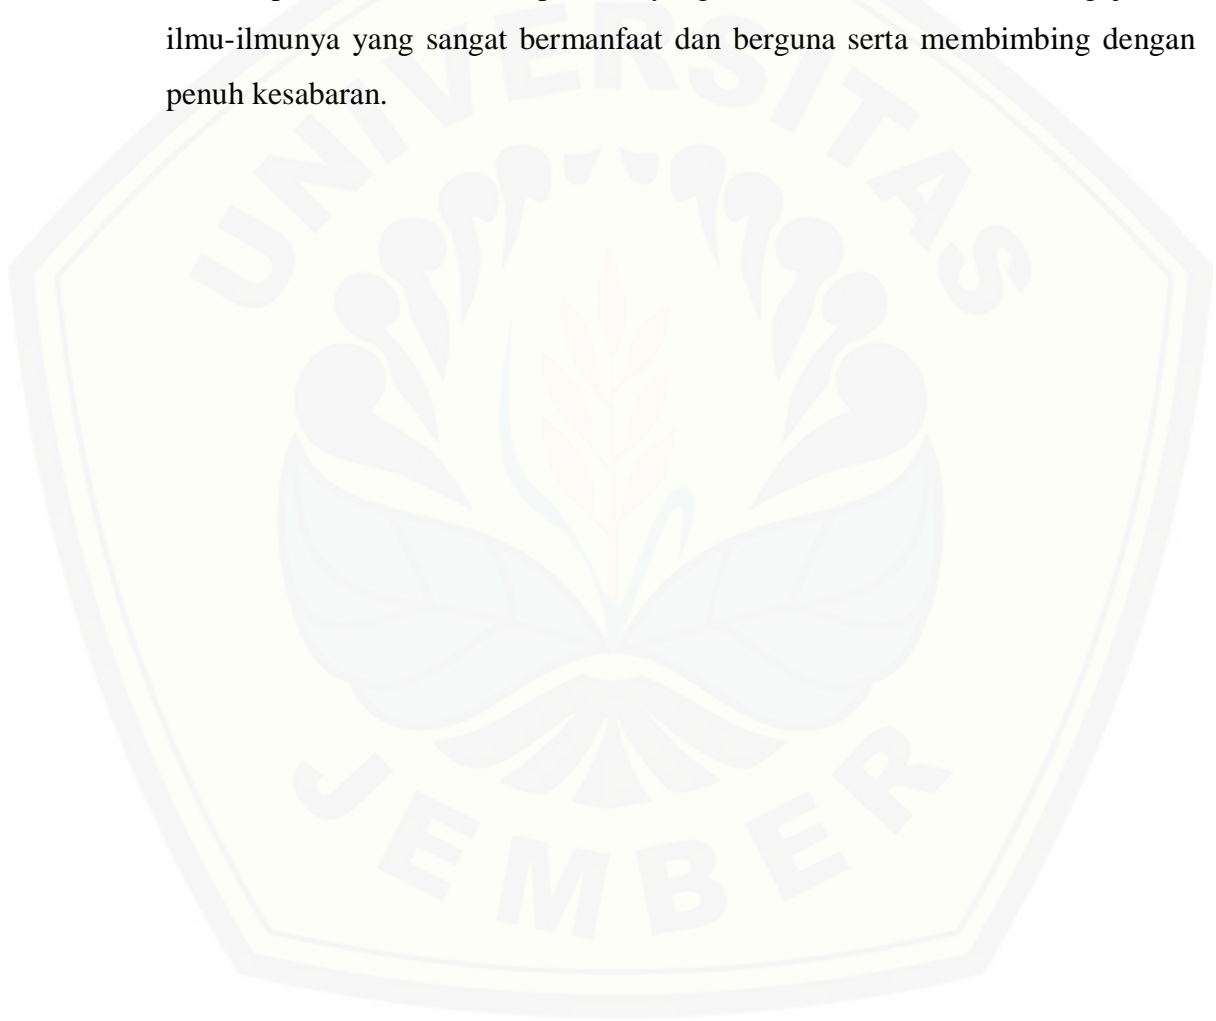 ilmu-ilmunya yang sangat bermanfaat dan berguna serta membimbing dengan
penuh kesabaran.
UNIVERSITAS
JEMBER